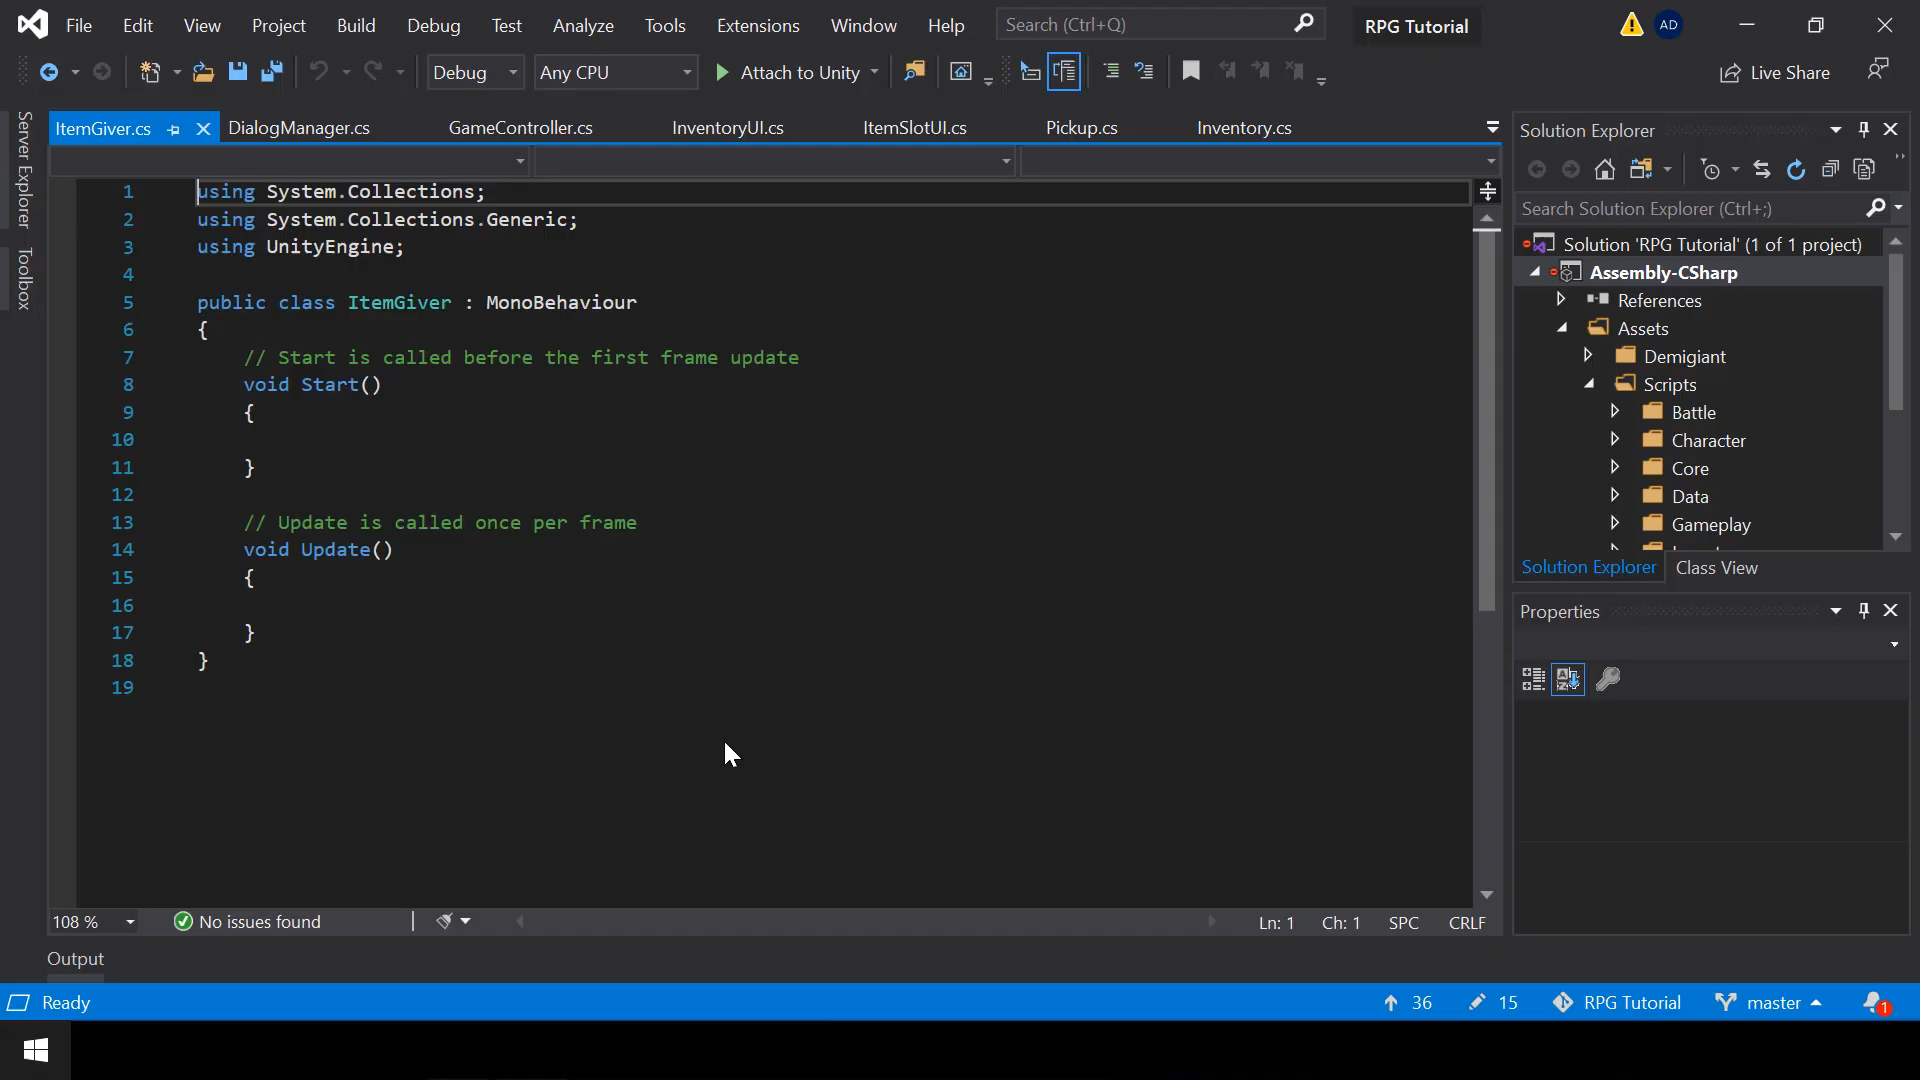 File Edit View Project Build Debug Test Analyze Tools Extensions Window Help Search (Ctrl+Q) RPG Tutorial AD
Debug Any CPU Attach to Unity Live Share
Server Explorer
Toolbox
ItemGiver.cs DialogManager.cs GameController.cs InventoryUI.cs ItemSlotUI.cs Pickup.cs Inventory.cs
1 using System.Collections;
2 using System.Collections.Generic;
3 using UnityEngine;
4
5 public class ItemGiver : MonoBehaviour
6 {
7 // Start is called before the first frame update
8 void Start()
9 {
10
11 }
12
13 // Update is called once per frame
14 void Update()
15 {
16
17 }
18 }
19
108 % No issues found Ln: 1 Ch: 1 SPC CRLF
Output
Solution Explorer
Search Solution Explorer (Ctrl+;)
Solution 'RPG Tutorial' (1 of 1 project)
Assembly-CSharp
References
Assets
Demigiant
Scripts
Battle
Character
Core
Data
Gameplay
Solution Explorer Class View
Properties
Ready 36 15 RPG Tutorial master 1